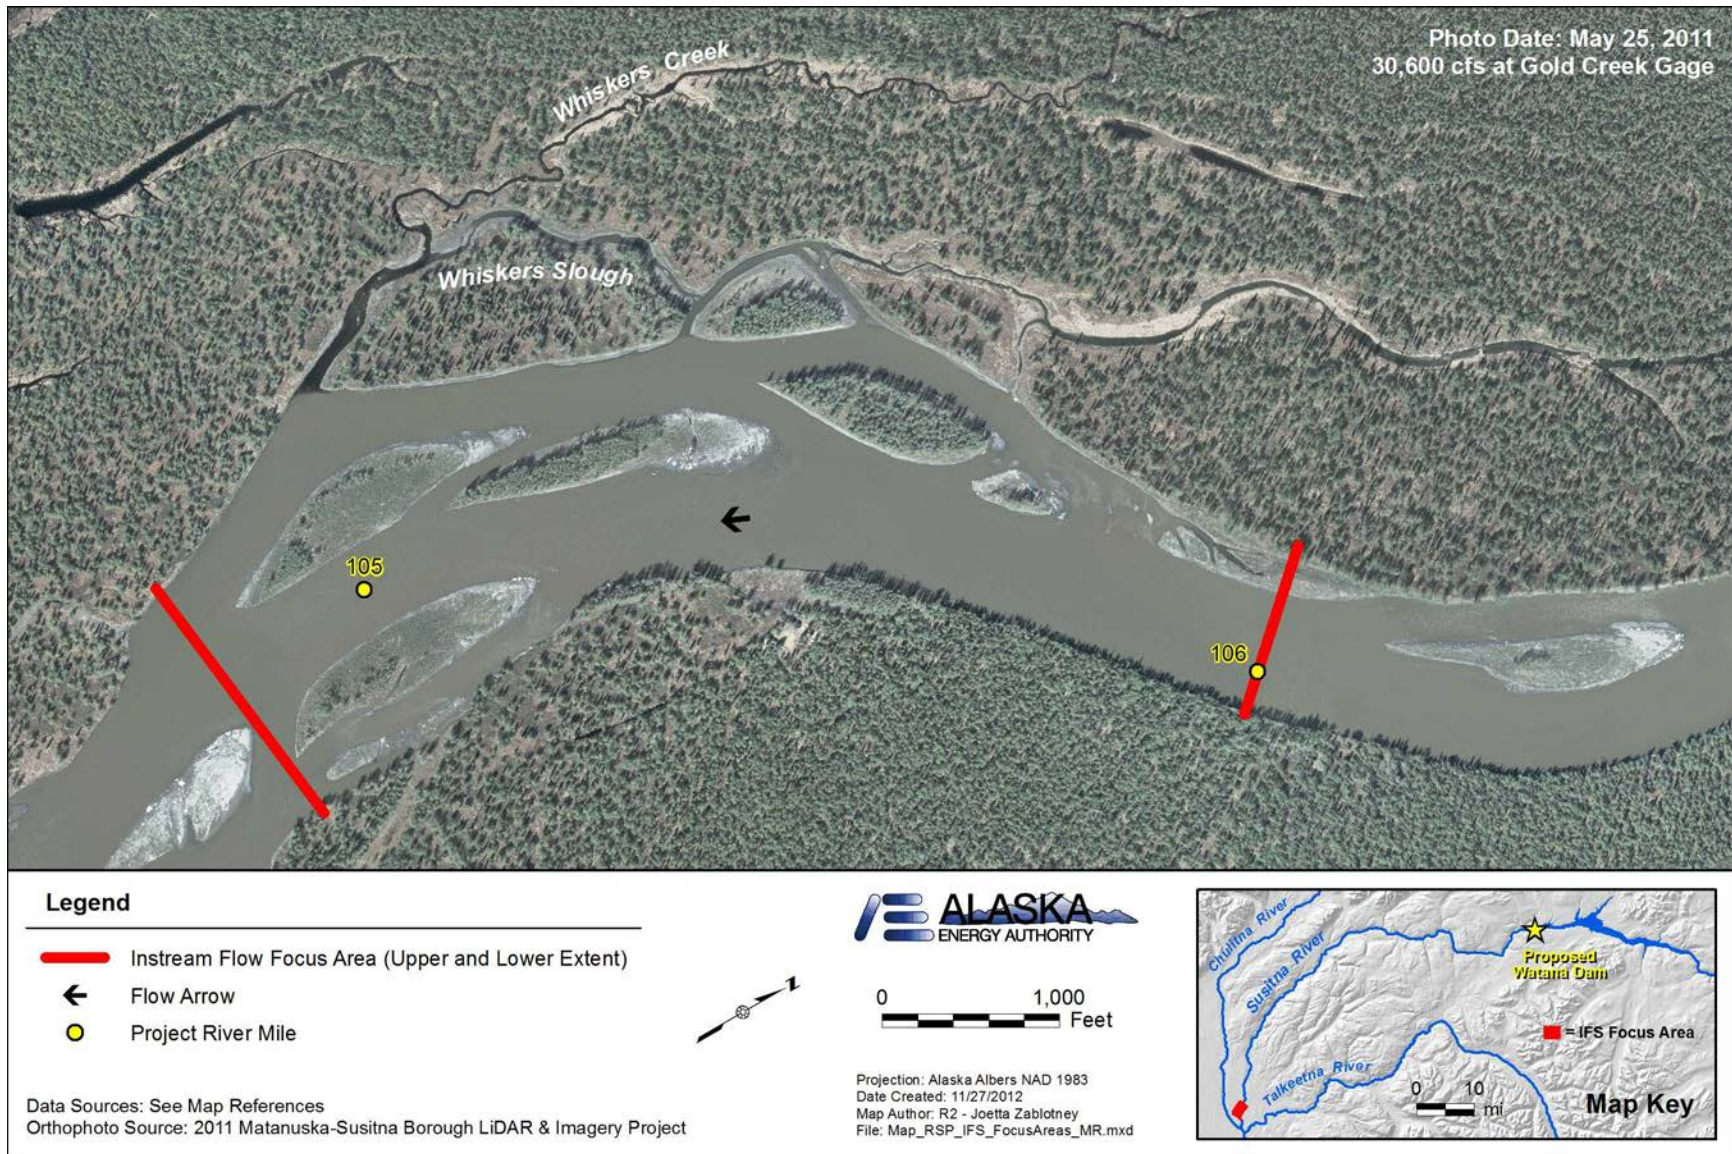 Photo Date: May 25, 2011
30,600 cfs at Gold Creek Gage
Whiskers Creek
Whiskers Slough
105
106
Legend
Instream Flow Focus Area (Upper and Lower Extent)
Flow Arrow
Project River Mile
Data Sources: See Map References
Orthophoto Source: 2011 Matanuska-Susitna Borough LiDAR & Imagery Project
ALASKA
ENERGY AUTHORITY
Z
0 1,000
Feet
Projection: Alaska Albers NAD 1983
Date Created: 11/27/2012
Map Author: R2 - Joetta Zablotney
File: Map_RSP_IFS_FocusAreas_MR.mxd
Chulitna River
Susitna River
Proposed
Watana Dam
= IFS Focus Area
Talkeetna River
0 10
mi
Map Key